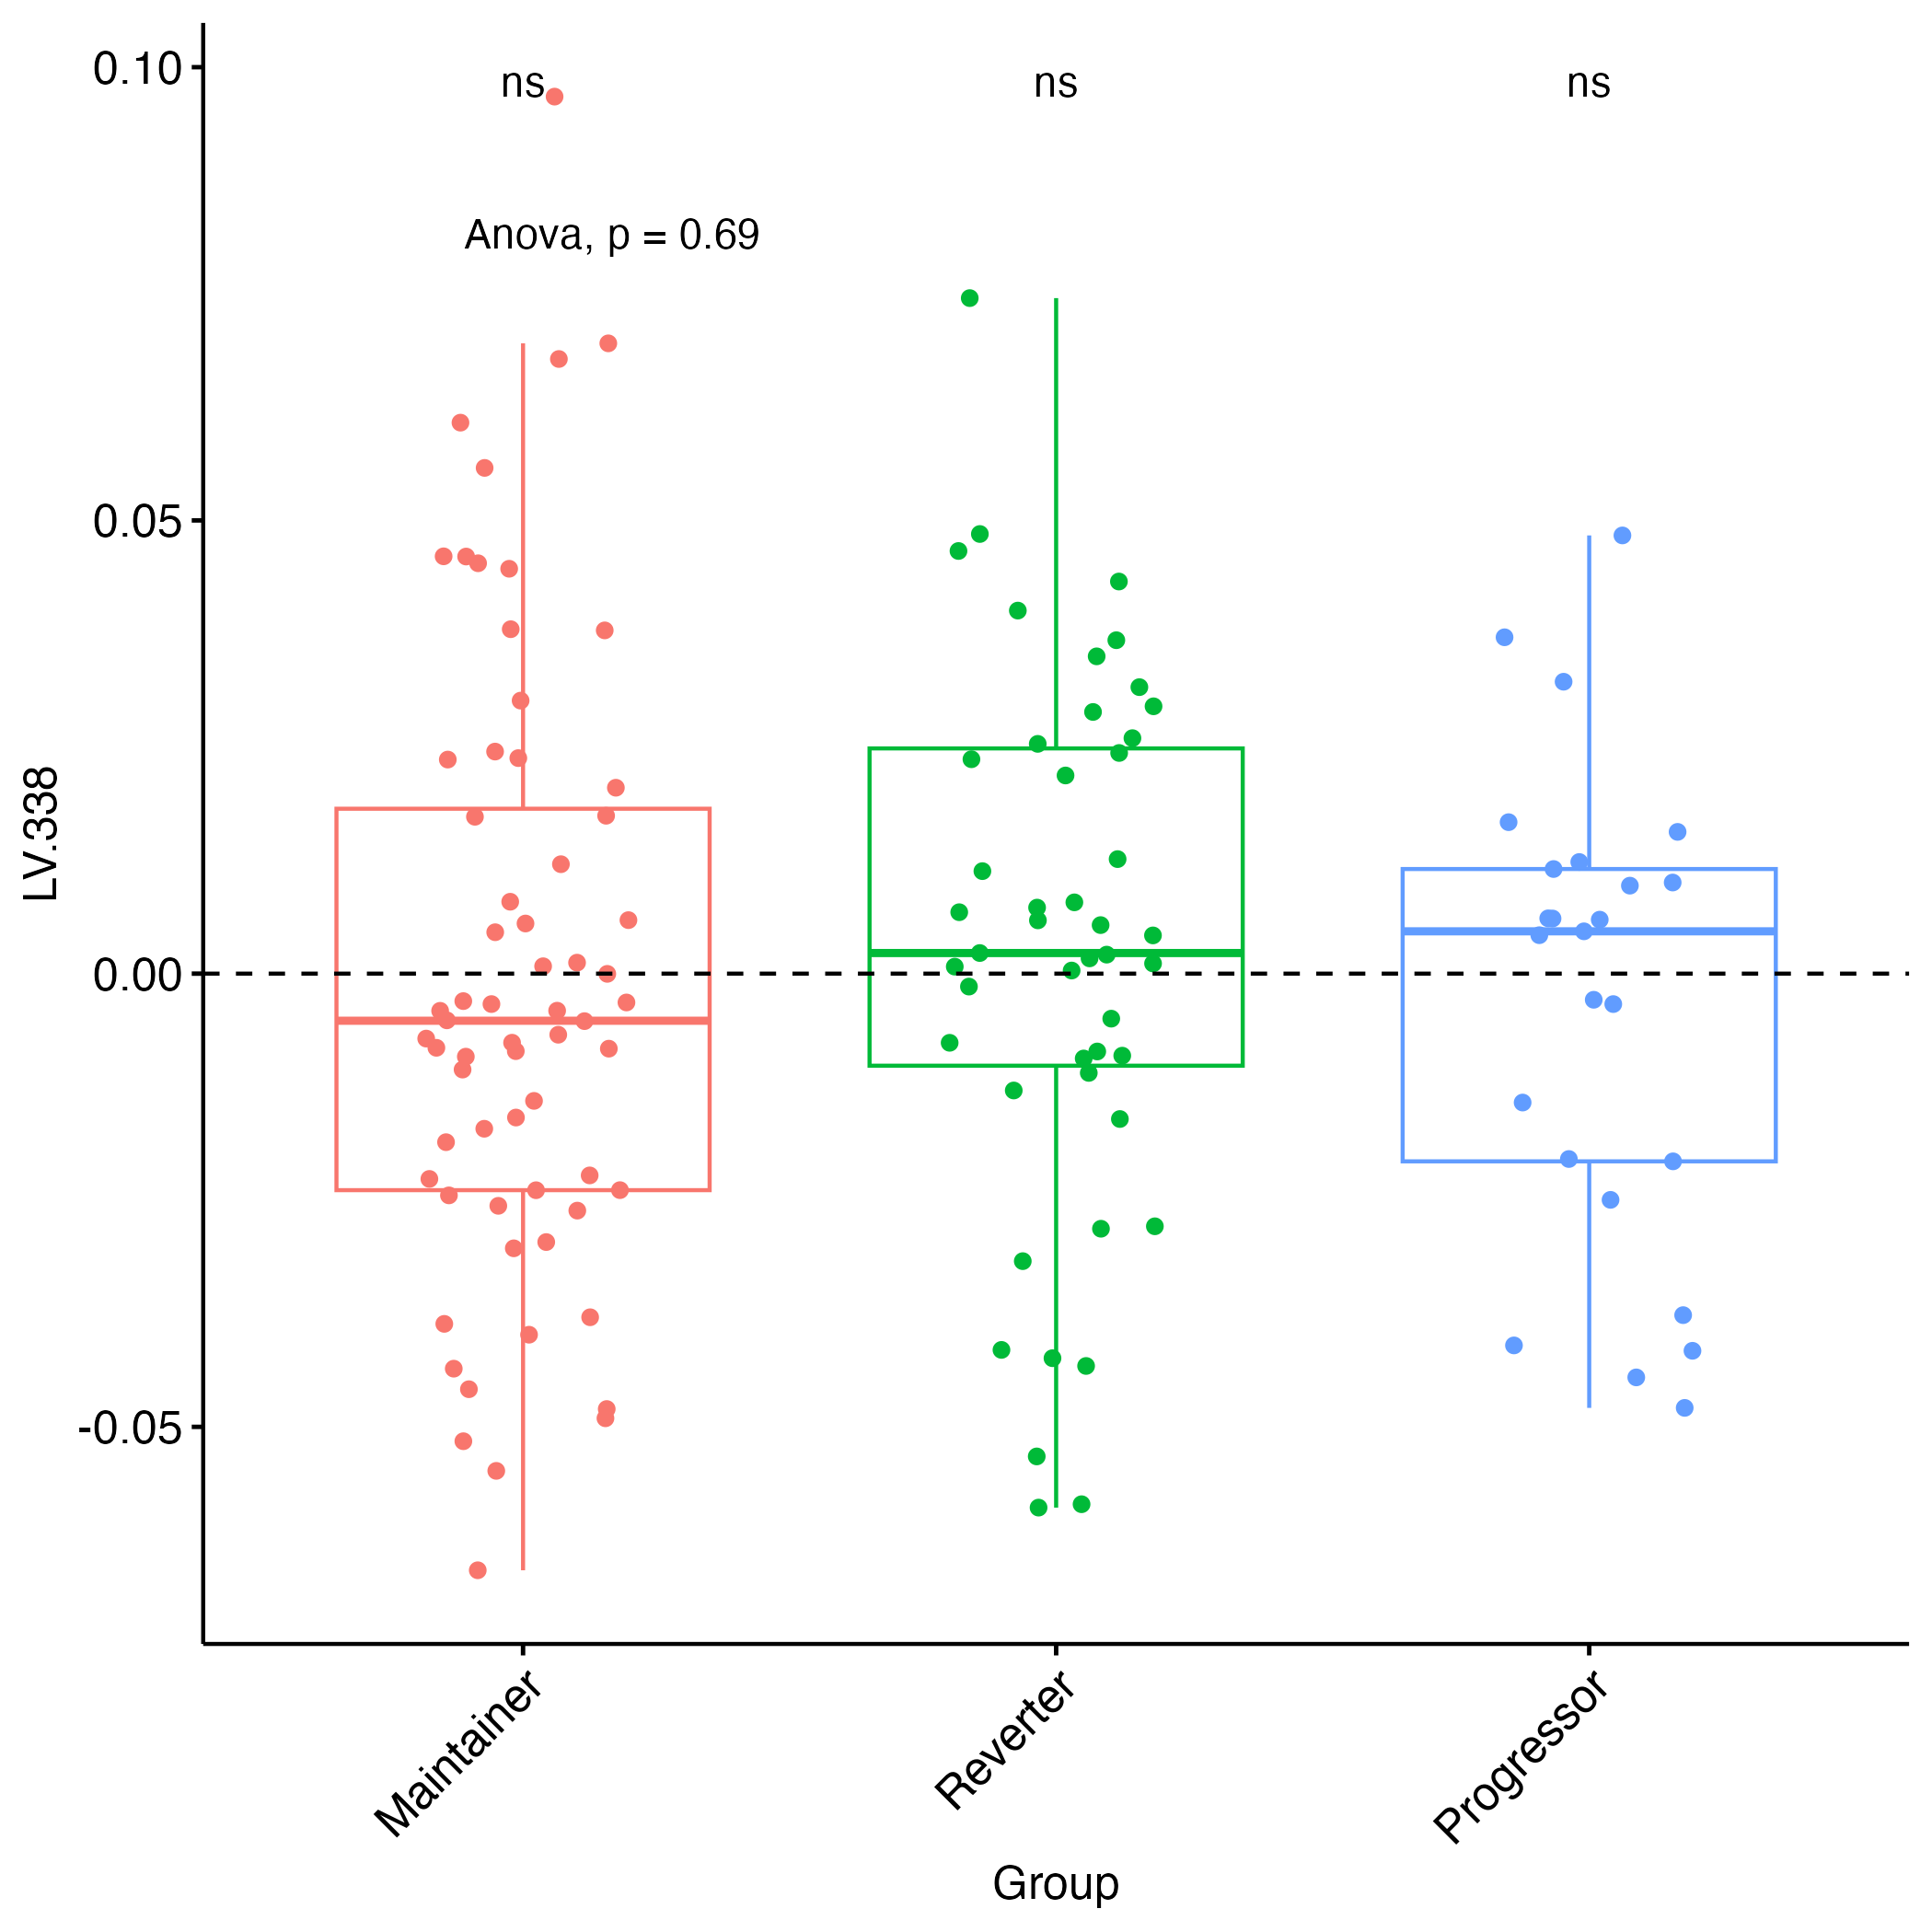 0.10
0.05
0.00
-0.05
LV.338
ns
ns
ns
Anova, p = 0.69
Maintainer
Reverter
Progressor
Group